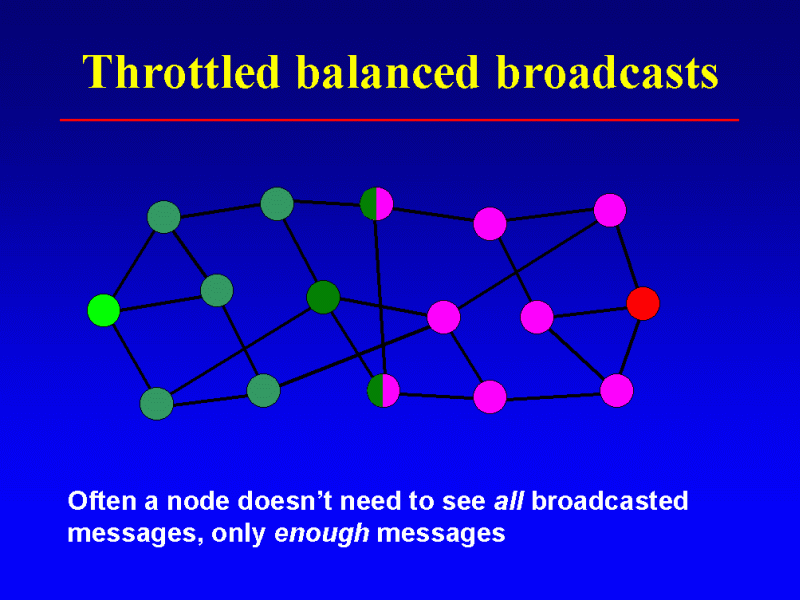 Throttled balanced broadcasts
Often a node doesn’t need to see all broadcasted
messages, only enough messages